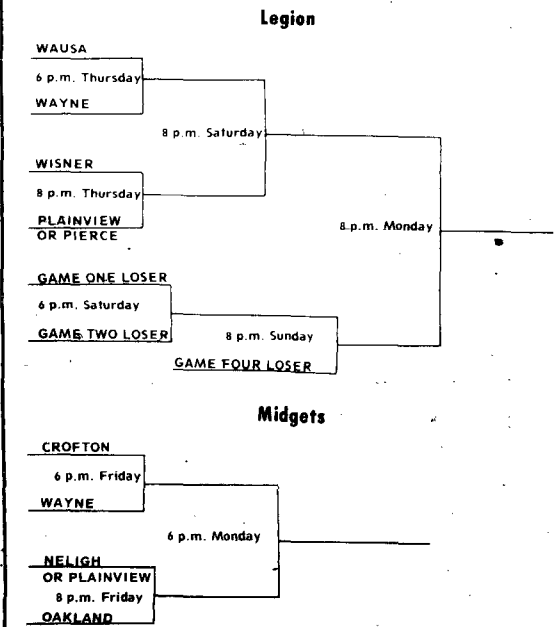 Legion
WAUSA
6 p.m. Thursday
WAYNE
8 p.m. Saturday
WISNER
8 p.m. Thursday
PLAINVIEW
OR PIERCE
8 p.m. Monday
GAME ONE LOSER
6 p.m. Saturday
GAME TWO LOSER
8 p.m. Sunday
GAME FOUR LOSER
Midgets
CROFTON
6 p.m. Friday
WAYNE
6 p.m. Monday
NELIGH
OR PLAINVIEW
8 p.m. Friday
OAKLAND